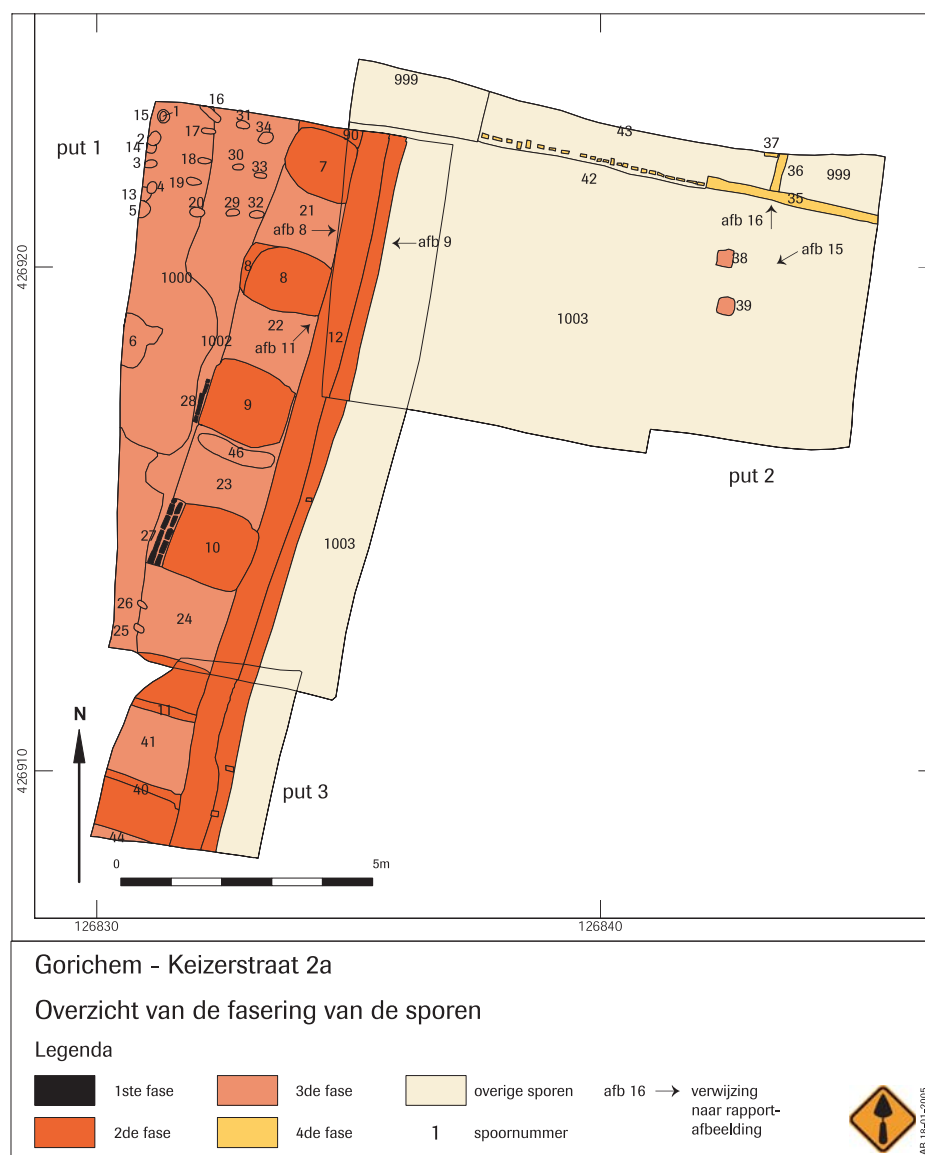 999
43
37
36
999
35
42
90
16
15
1
31
17
34
2
14
3
18
30
33
7
19
4
13
5
20
29
32
21
afb 8
afb 9
afb 16
afb 15
38
39
put 1
426920
1000
8
8
22
1002
afb 11
12
1003
6
28
9
46
23
put 2
27
10
1003
26
25
24
N
11
41
426910
40
put 3
44
0
5m
126830
126840
Gorichem - Keizerstraat 2a
Overzicht van de fasering van de sporen
Legenda
1ste fase
3de fase
overige sporen
afb 16 → verwijzing
naar rapport-
afbeelding
2de fase
4de fase
1 spoornummer
AB 18-01-2005